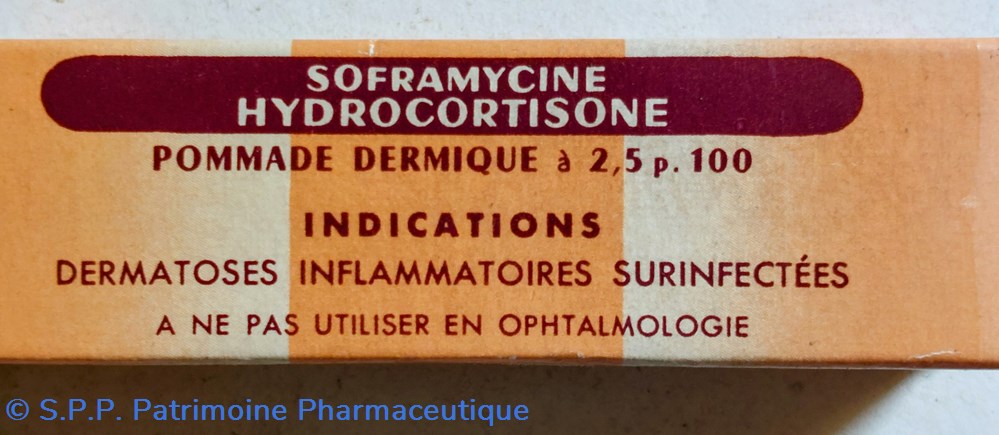 SOFRAMYCINE
HYDROCORTISONE
POMMADE DERMIQUE à 2,5 p. 100
INDICATIONS
DERMATOSES INFLAMMATOIRES SURINFECTÉES
A NE PAS UTILISER EN OPHTALMOLOGIE
© S.P.P. Patrimoine Pharmaceutique